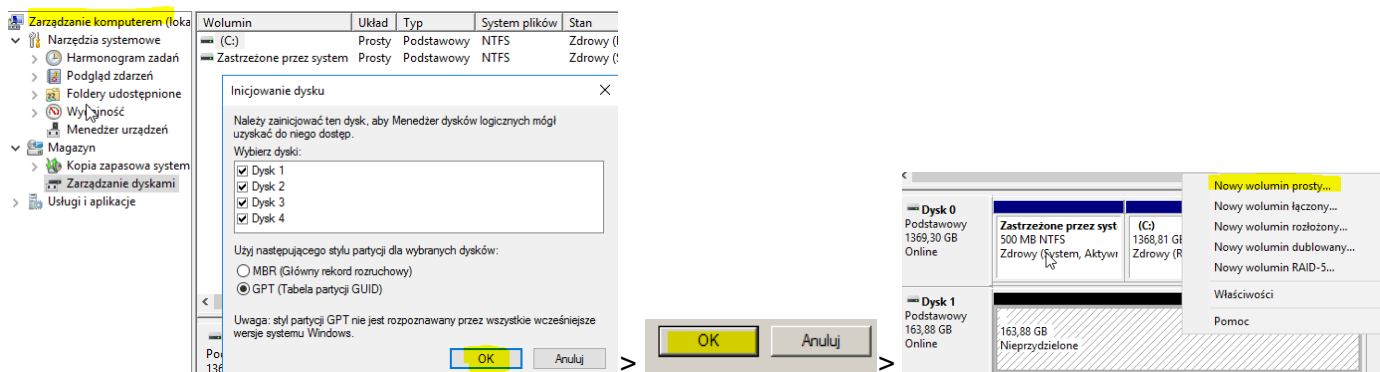 Zarządzanie komputerem (loka
Narzędzia systemowe
Harmonogram zadań
Podgląd zdarzeń
Foldery udostępnione
Wydajność
Menedżer urządzeń
Magazyn
Kopia zapasowa system
Zarządzanie dyskami
Usługi i aplikacje
Wolumin Układ Typ System plików Stan
(C:) Prosty Podstawowy NTFS Zdrowy (
Zastrzeżone przez system Prosty Podstawowy NTFS Zdrowy (
Inicjowanie dysku
Należy zainicjować ten dysk, aby Menedżer dysków logicznych mógł
uzyskać do niego dostęp.
Wybierz dyski:
Dysk 1
Dysk 2
Dysk 3
Dysk 4
Użyj następującego stylu partycji dla wybranych dysków:
MBR (Główny rekord rozruchowy)
GPT (Tabela partycji GUID)
Uwaga: styl partycji GPT nie jest rozpoznawany przez wszystkie wcześniejsze
wersje systemu Windows.
OK Anuluj
Po
136
>
OK Anuluj
>
Dysk 0
Podstawowy
1369,30 GB
Online
Zastrzeżone przez syst
500 MB NTFS
Zdrowy (System, Aktywn
(C:)
1368,81 GB
Zdrowy (R
Dysk 1
Podstawowy
163,88 GB
Online
163,88 GB
Nieprzydzielone
Nowy wolumin prosty...
Nowy wolumin łączony...
Nowy wolumin rozłożony...
Nowy wolumin dublowany...
Nowy wolumin RAID-5...
Właściwości
Pomoc